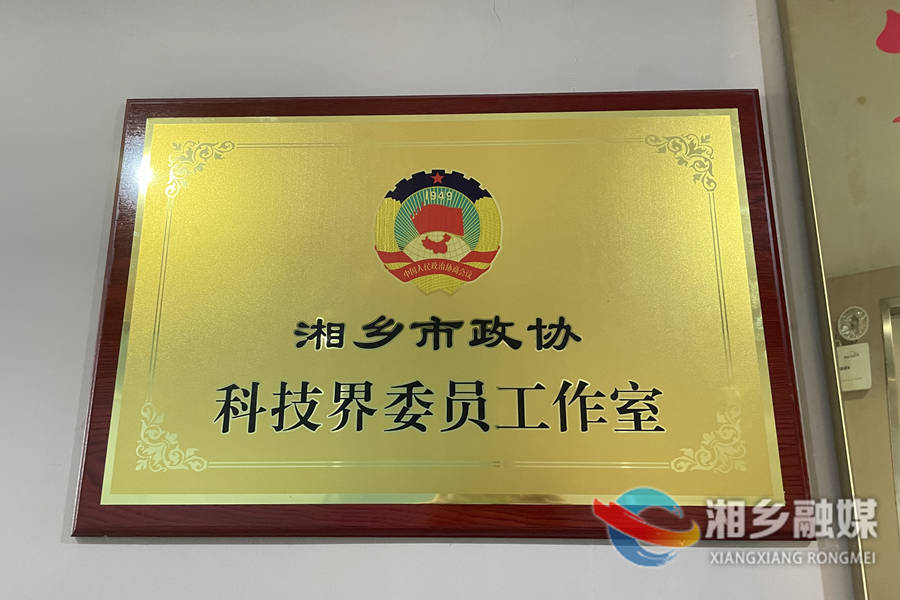 1949
中国人民政治协商会议
湘乡市政协
科技界委员工作室
湘乡融媒
XIANGXIANG RONGMEI